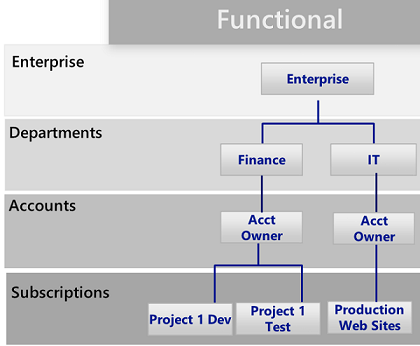 Functional
Enterprise
Enterprise
Departments
Finance
IT
Accounts
Acct
Owner
Acct
Owner
Subscriptions
Project 1 Dev
Project 1
Test
Production
Web Sites